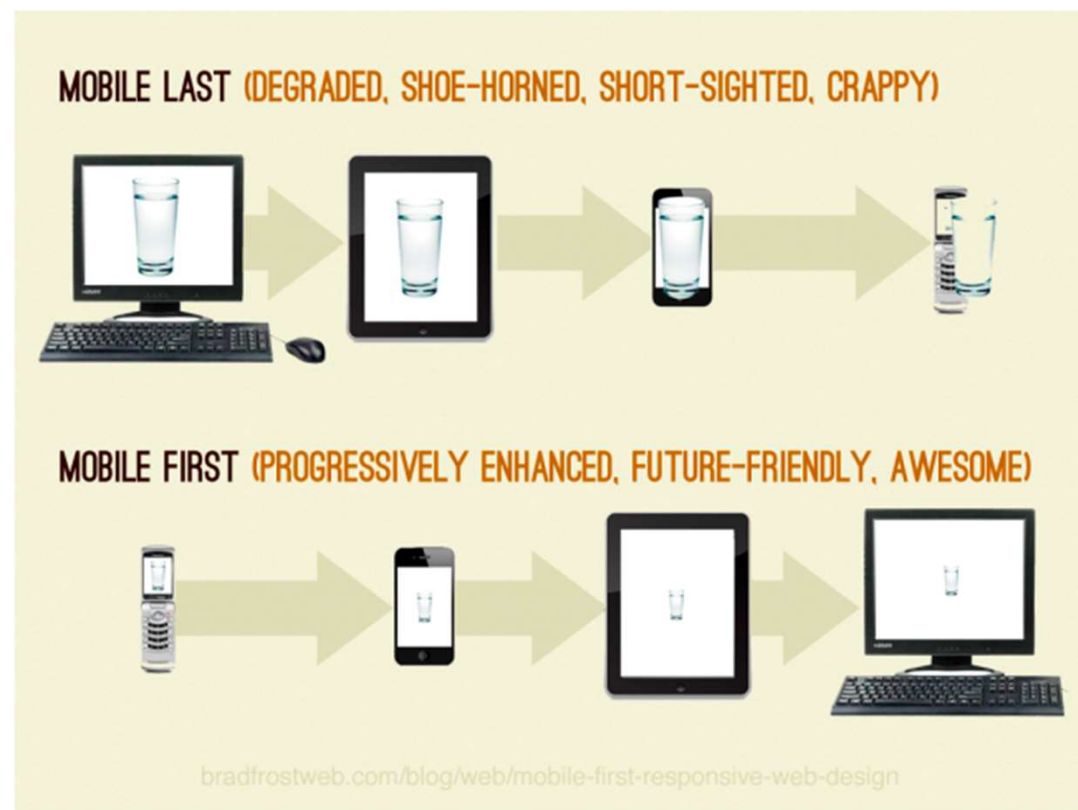 MOBILE LAST (DEGRADED, SHOE-HORNED, SHORT-SIGHTED, CRAPPY)
MOBILE FIRST (PROGRESSIVELY ENHANCED, FUTURE-FRIENDLY, AWESOME)
bradfrostweb.com/blog/web/mobile-first-responsive-web-design